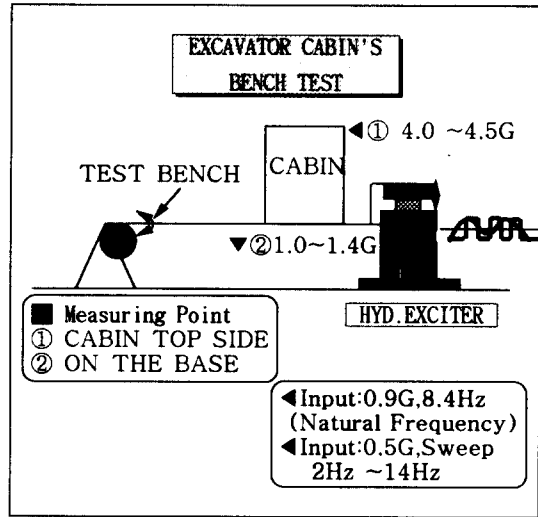 EXCAVATOR CABIN'S
BENCH TEST
◀① 4.0 ~4.5G
CABIN
TEST BENCH
▼②1.0~1.4G
■ Measuring Point
① CABIN TOP SIDE
② ON THE BASE
HYD.EXCITER
◀Input:0.9G,8.4Hz
(Natural Frequency)
◀Input:0.5G,Sweep
2Hz ~14Hz